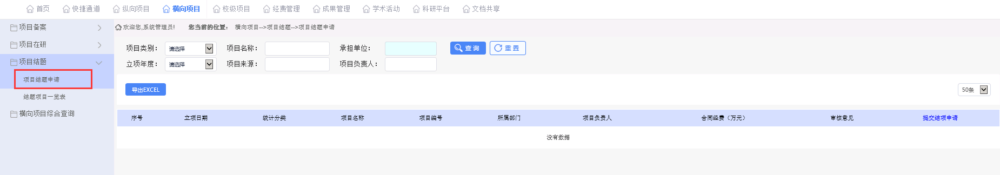 首页 快捷通道 纵向项目 横向项目 校级项目 经费管理 成果管理 学术活动 科研平台 文档共享
项目备案
欢迎您,系统管理员! 您当前的位置： 横向项目-->项目结题-->项目结题申请
项目在研
项目类别： 请选择 项目名称： 承担单位： 查询 重置
项目结题
立项年度： 请选择 项目来源： 项目负责人：
项目结题申请
导出EXCEL 50条
结题项目一览表
横向项目综合查询
序号 立项日期 统计分类 项目名称 项目编号 所属部门 项目负责人 合同经费（万元） 审核意见 提交结项申请
没有数据